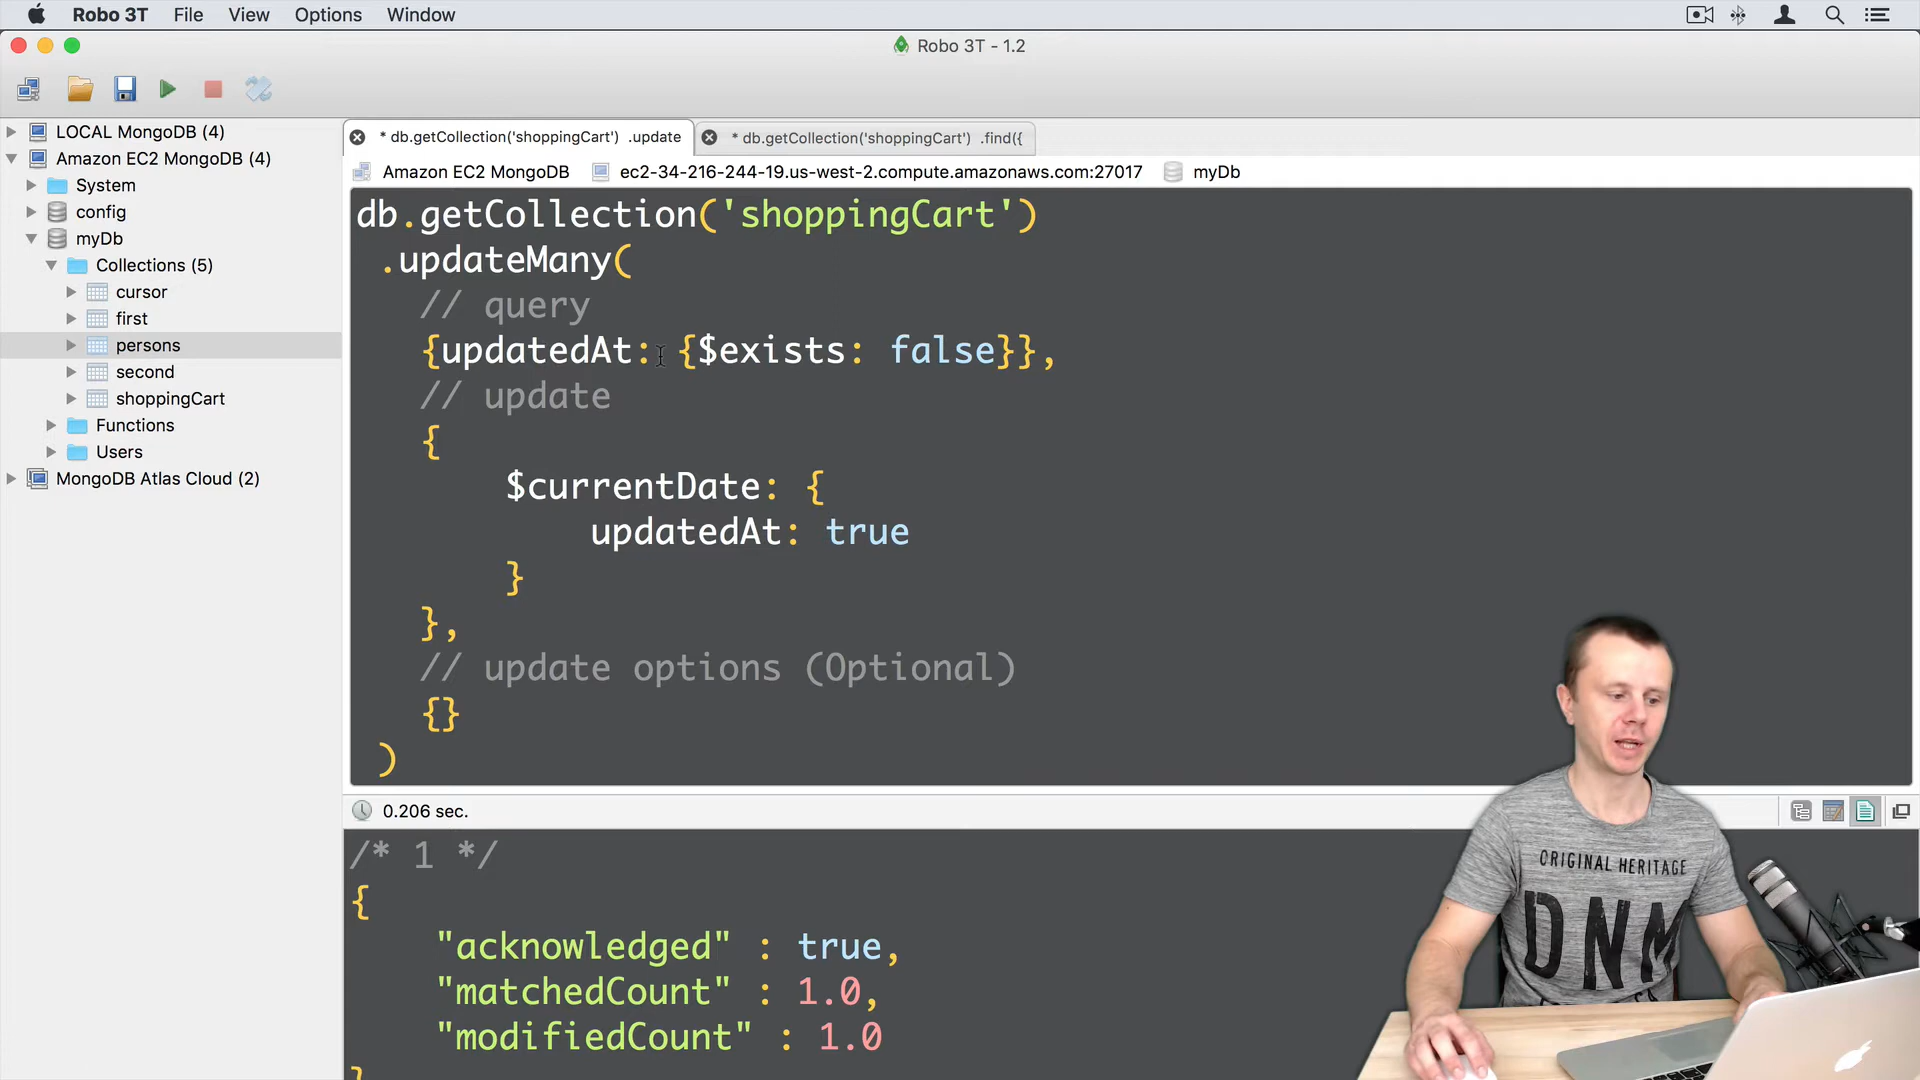 Robo 3T File View Options Window
Robo 3T - 1.2
LOCAL MongoDB (4)
Amazon EC2 MongoDB (4)
System
config
myDb
Collections (5)
cursor
first
persons
second
shoppingCart
Functions
Users
MongoDB Atlas Cloud (2)
* db.getCollection('shoppingCart') .update
* db.getCollection('shoppingCart') .find({
Amazon EC2 MongoDB ec2-34-216-244-19.us-west-2.compute.amazonaws.com:27017 myDb
db.getCollection('shoppingCart')
.updateMany(
// query
{updatedAt: {$exists: false}},
// update
{
$currentDate: {
updatedAt: true
}
},
// update options (Optional)
{}
)
0.206 sec.
/* 1 */
{
"acknowledged" : true,
"matchedCount" : 1.0,
"modifiedCount" : 1.0
}
ORIGINAL HERITAGE
DNM